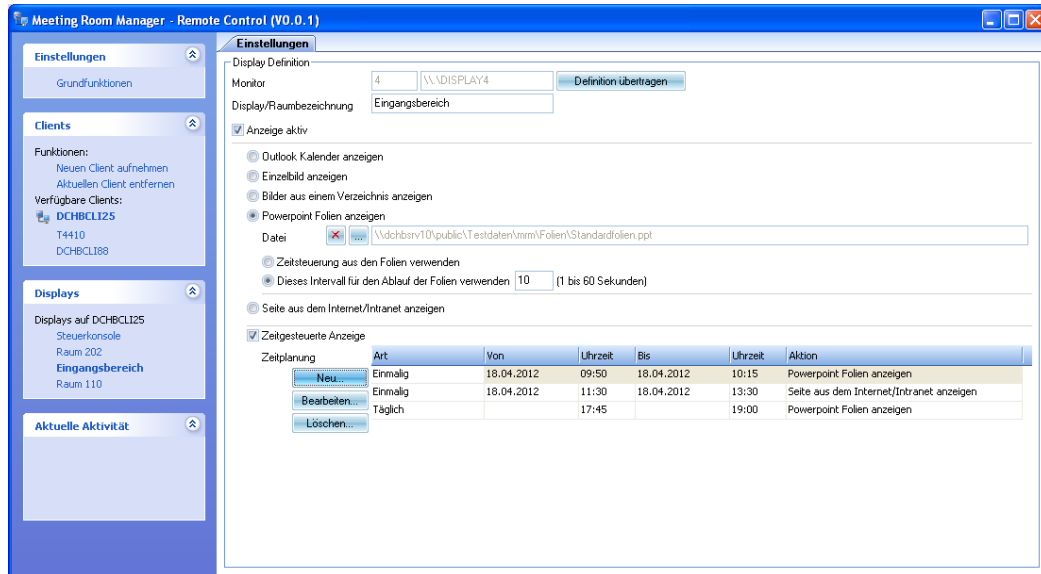 Meeting Room Manager - Remote Control (V0.0.1)
Einstellungen
Grundfunktionen
Clients
Funktionen:
Neuen Client aufnehmen
Aktuellen Client entfernen
Verfügbare Clients:
DCHBCLI25
T4410
DCHBCLI88
Displays
Displays auf DCHBCLI25
Steuerkonsole
Raum 202
Eingangsbereich
Raum 110
Aktuelle Aktivität
Einstellungen
Display Definition
Monitor 4 \\.\DISPLAY4 Definition übertragen
Display/Raumbezeichnung Eingangsbereich
Anzeige aktiv
Outlook Kalender anzeigen
Einzelbild anzeigen
Bilder aus einem Verzeichnis anzeigen
Powerpoint Folien anzeigen
Datei ... \\dchbsrv10\public\Testdaten\mrm\Folien\Standardfolien.ppt
Zeitsteuerung aus den Folien verwenden
Dieses Intervall für den Ablauf der Folien verwenden 10 (1 bis 60 Sekunden)
Seite aus dem Internet/Intranet anzeigen
Zeitgesteuerte Anzeige
Zeitplanung
Neu...
Bearbeiten...
Löschen...
Art Von Uhrzeit Bis Uhrzeit Aktion
Einmalig 18.04.2012 09:50 18.04.2012 10:15 Powerpoint Folien anzeigen
Einmalig 18.04.2012 11:30 18.04.2012 13:30 Seite aus dem Internet/Intranet anzeigen
Täglich 17:45 19:00 Powerpoint Folien anzeigen